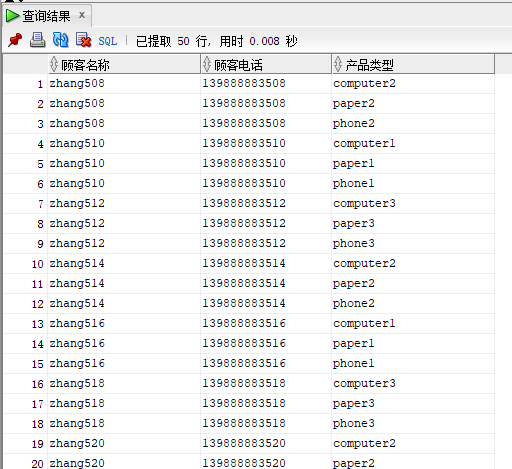 查询结果 x
SQL | 已提取 50 行, 用时 0.008 秒
顾客名称 顾客电话 产品类型
1 zhang508 139888883508 computer2
2 zhang508 139888883508 paper2
3 zhang508 139888883508 phone2
4 zhang510 139888883510 computer1
5 zhang510 139888883510 paper1
6 zhang510 139888883510 phone1
7 zhang512 139888883512 computer3
8 zhang512 139888883512 paper3
9 zhang512 139888883512 phone3
10 zhang514 139888883514 computer2
11 zhang514 139888883514 paper2
12 zhang514 139888883514 phone2
13 zhang516 139888883516 computer1
14 zhang516 139888883516 paper1
15 zhang516 139888883516 phone1
16 zhang518 139888883518 computer3
17 zhang518 139888883518 paper3
18 zhang518 139888883518 phone3
19 zhang520 139888883520 computer2
20 zhang520 139888883520 paper2